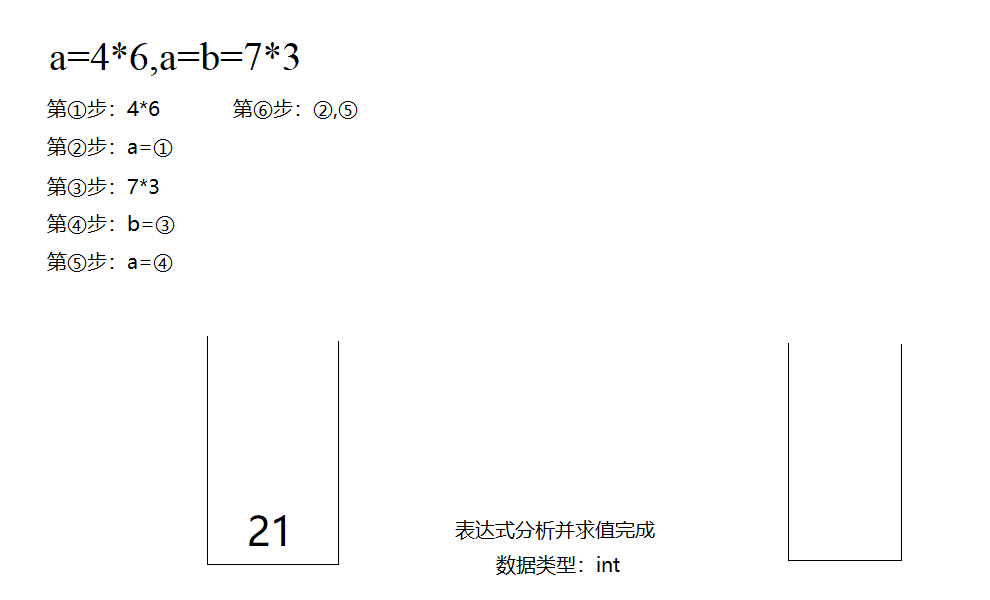 a=4*6,a=b=7*3
第①步：4*6
第⑥步：②,⑤
第②步：a=①
第③步：7*3
第④步：b=③
第⑤步：a=④
21
表达式分析并求值完成
数据类型：int